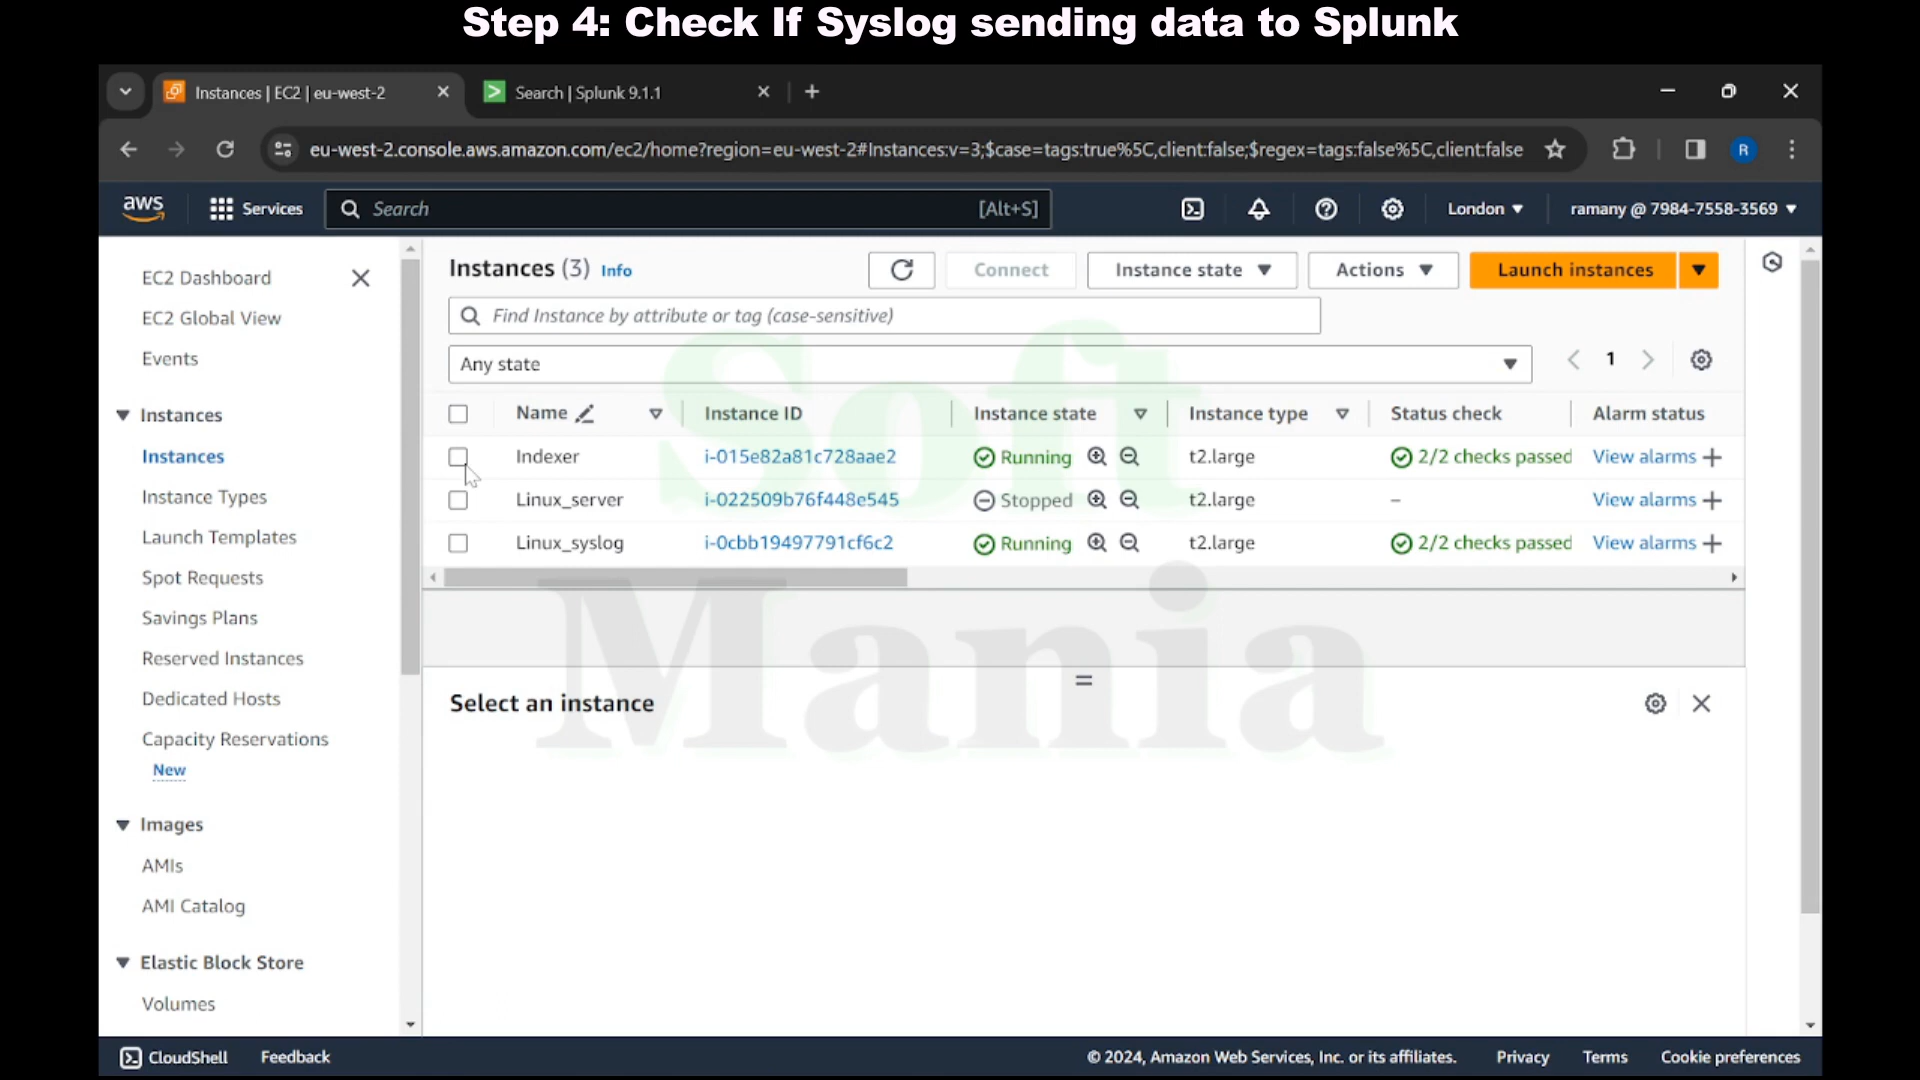 Step 4: Check If Syslog sending data to Splunk
Instances | EC2 | eu-west-2
Search | Splunk 9.1.1
eu-west-2.console.aws.amazon.com/ec2/home?region=eu-west-2#Instances:v=3;$case=tags:true%5C,client:false;$regex=tags:false%5C,client:false
R
aws
Services
Search
[Alt+S]
London
ramany @ 7984-7558-3569
EC2 Dashboard
EC2 Global View
Events
Instances
Instances
Instance Types
Launch Templates
Spot Requests
Savings Plans
Reserved Instances
Dedicated Hosts
Capacity Reservations
New
Images
AMIs
AMI Catalog
Elastic Block Store
Volumes
Instances (3) Info
Connect
Instance state
Actions
Launch instances
Find Instance by attribute or tag (case-sensitive)
Any state
1
Name Instance ID Instance state Instance type Status check Alarm status
Indexer i-015e82a81c728aae2 Running t2.large 2/2 checks passed View alarms +
Linux_server i-022509b76f448e545 Stopped t2.large – View alarms +
Linux_syslog i-0cbb19497791cf6c2 Running t2.large 2/2 checks passed View alarms +
Soft
Mania
Select an instance
CloudShell Feedback
© 2024, Amazon Web Services, Inc. or its affiliates. Privacy Terms Cookie preferences